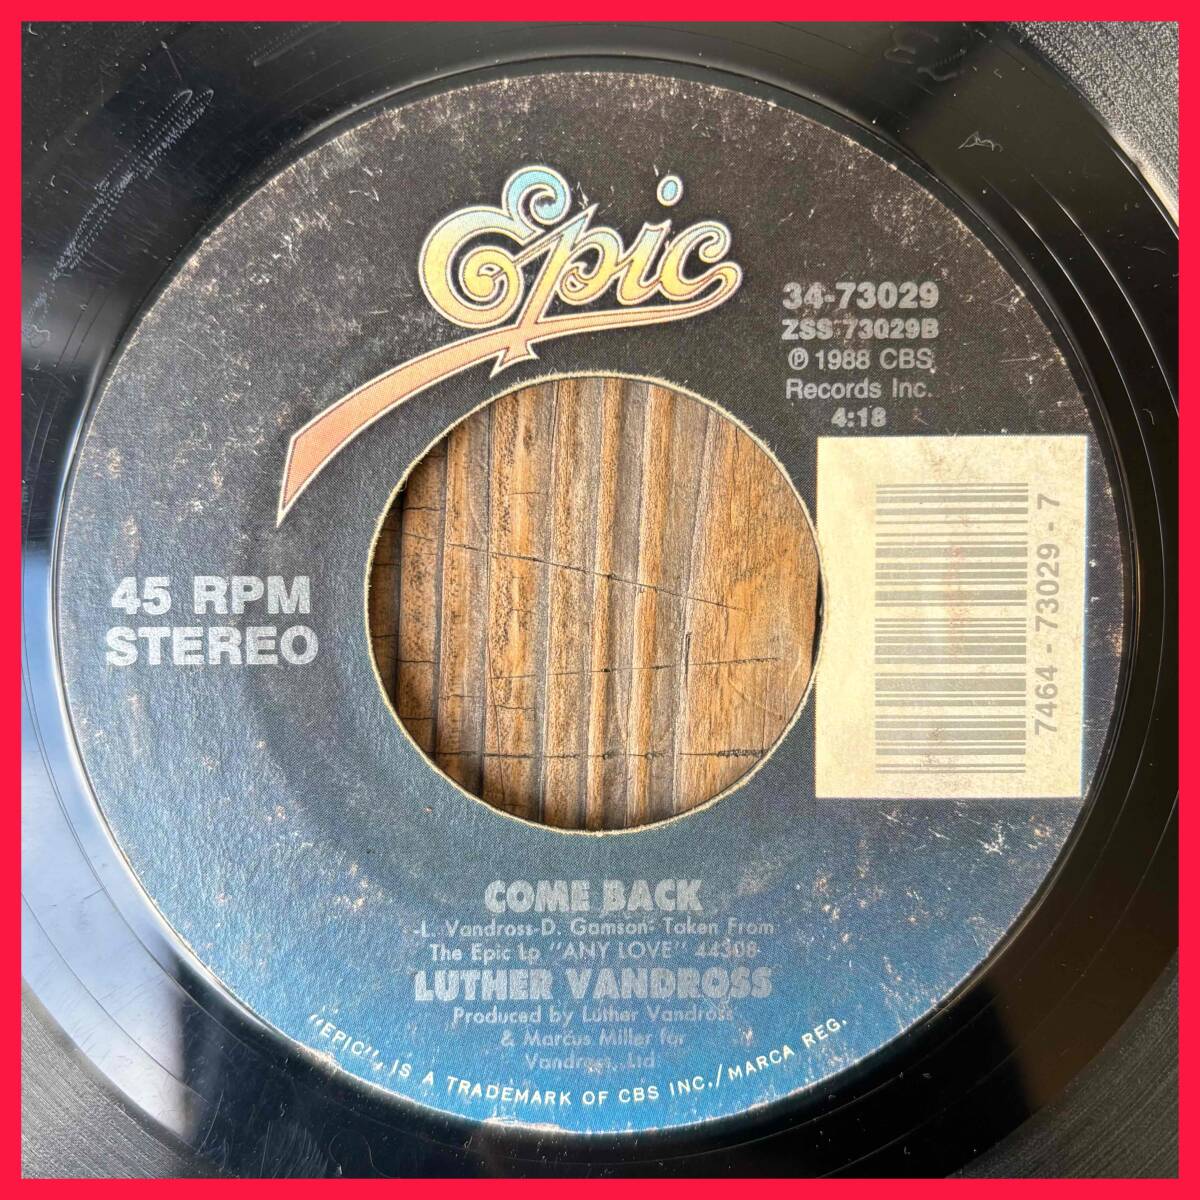 Epic
34-73029
ZSS 73029B
℗ 1988 CBS
Records Inc.
4:18
7464-73029-7
45 RPM
STEREO
COME BACK
-L. Vandross-D. Gamson- Taken From
The Epic Lp "ANY LOVE" 44308-
LUTHER VANDROSS
Produced by Luther Vandross
& Marcus Miller for
Vandross, Ltd.
"EPIC", IS A TRADEMARK OF CBS INC./MARCA REG.